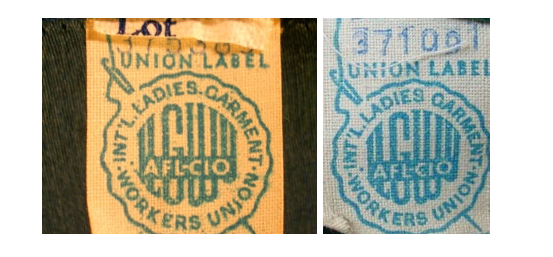 Lot
UNION LABEL
INT'L. LADIES GARMENT
ILGWU
AFL-CIO
WORKERS UNION
371061
UNION LABEL
INT'L. LADIES GARMENT
ILGWU
AFL-CIO
WORKERS UNION